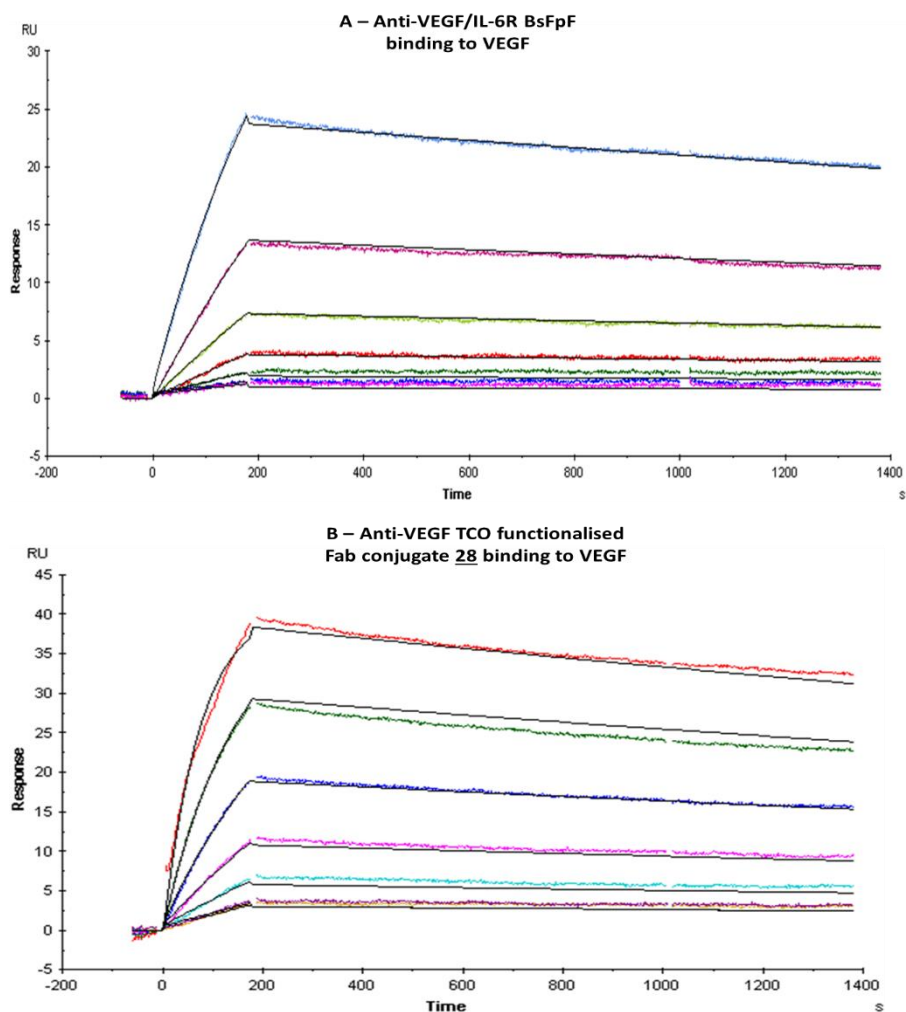 A – Anti-VEGF/IL-6R BsFpF
binding to VEGF
RU
30
25
20
15
10
5
0
-5
Response
-200 0 200 400 600 800 1000 1200 1400
Time s
B – Anti-VEGF TCO functionalised
Fab conjugate 28 binding to VEGF
RU
45
40
35
30
25
20
15
10
5
0
-5
Response
-200 0 200 400 600 800 1000 1200 1400
Time s